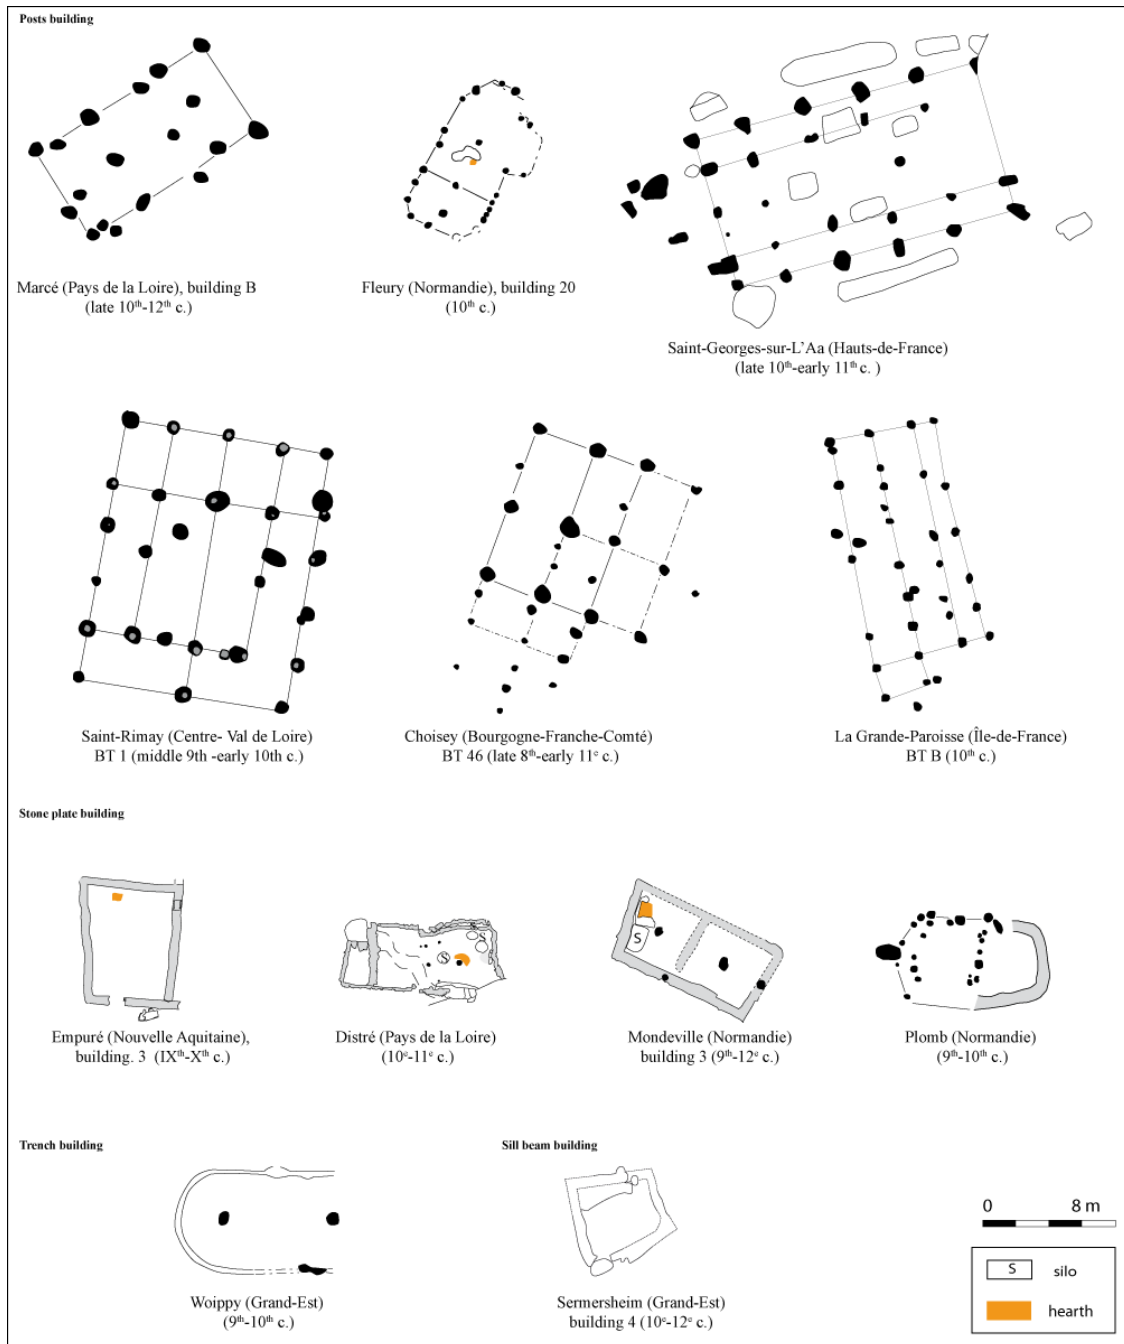 Posts building
Marcé (Pays de la Loire), building B
(late 10th-12th c.)
Fleury (Normandie), building 20
(10th c.)
Saint-Georges-sur-L'Aa (Hauts-de-France)
(late 10th-early 11th c. )
Saint-Rimay (Centre- Val de Loire)
BT 1 (middle 9th -early 10th c.)
Choisey (Bourgogne-Franche-Comté)
BT 46 (late 8th-early 11e c.)
La Grande-Paroisse (Île-de-France)
BT B (10th c.)
Stone plate building
S
S
S
S
Empuré (Nouvelle Aquitaine),
building. 3 (IXth-Xth c.)
Distré (Pays de la Loire)
(10e-11e c.)
Mondeville (Normandie)
building 3 (9th-12e c.)
Plomb (Normandie)
(9th-10th c.)
Trench building
Sill beam building
Woippy (Grand-Est)
(9th-10th c.)
Sermersheim (Grand-Est)
building 4 (10e-12e c.)
0 8 m
S silo
hearth